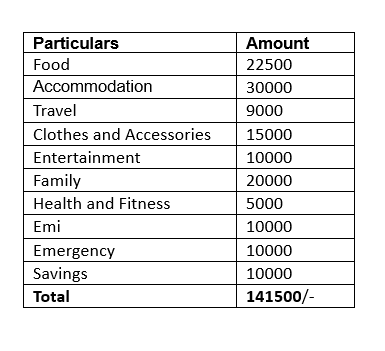 Particulars Amount
Food 22500
Accommodation 30000
Travel 9000
Clothes and Accessories 15000
Entertainment 10000
Family 20000
Health and Fitness 5000
Emi 10000
Emergency 10000
Savings 10000
Total 141500/-